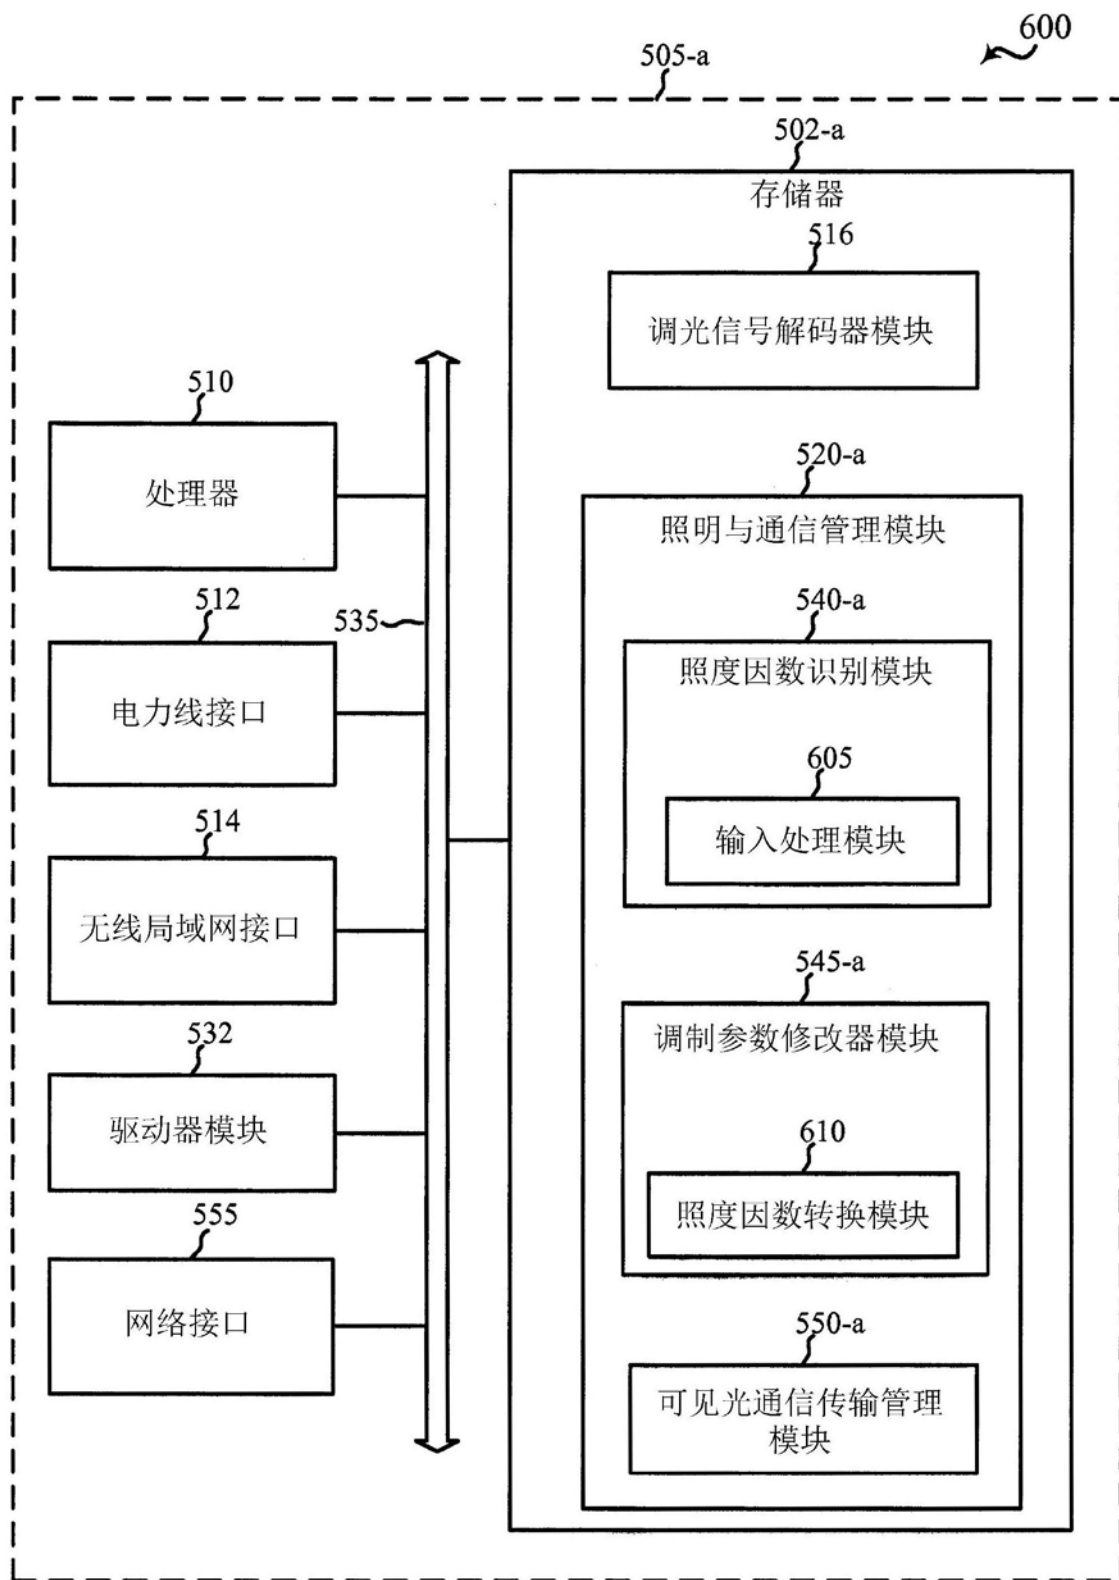 600
505-a
502-a
存储器
516
调光信号解码器模块
510
处理器
520-a
照明与通信管理模块
512
电力线接口
535
540-a
照度因数识别模块
605
输入处理模块
514
无线局域网接口
545-a
调制参数修改器模块
532
驱动器模块
610
照度因数转换模块
555
网络接口
550-a
可见光通信传输管理
模块